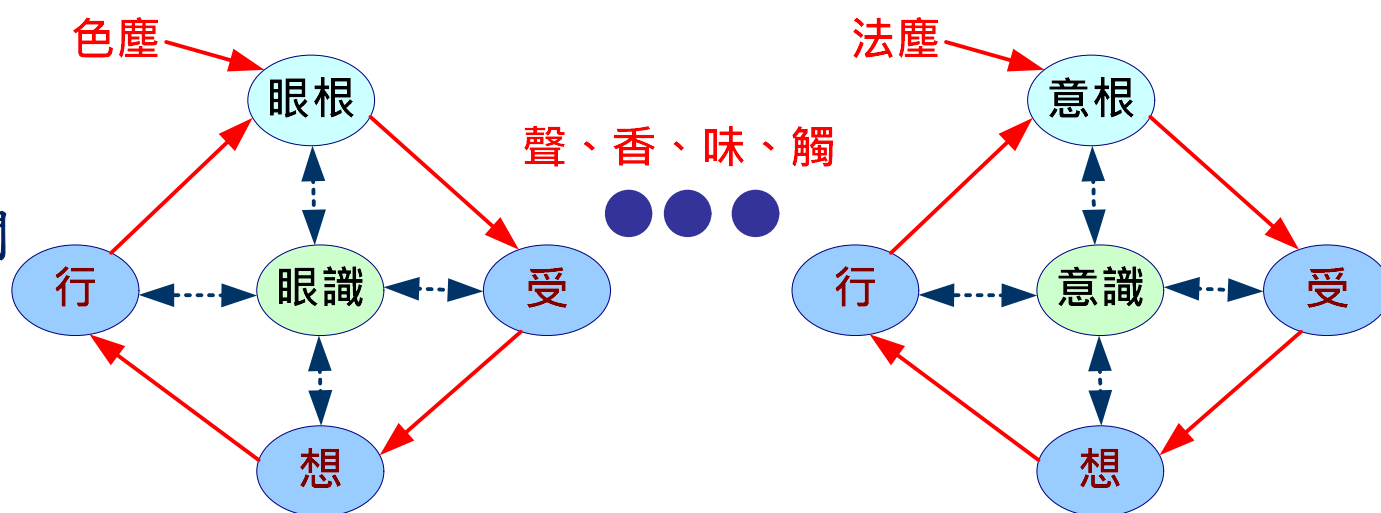 色塵
法塵
眼根
意根
聲、香、味、觸
行
眼識
受
行
意識
受
想
想